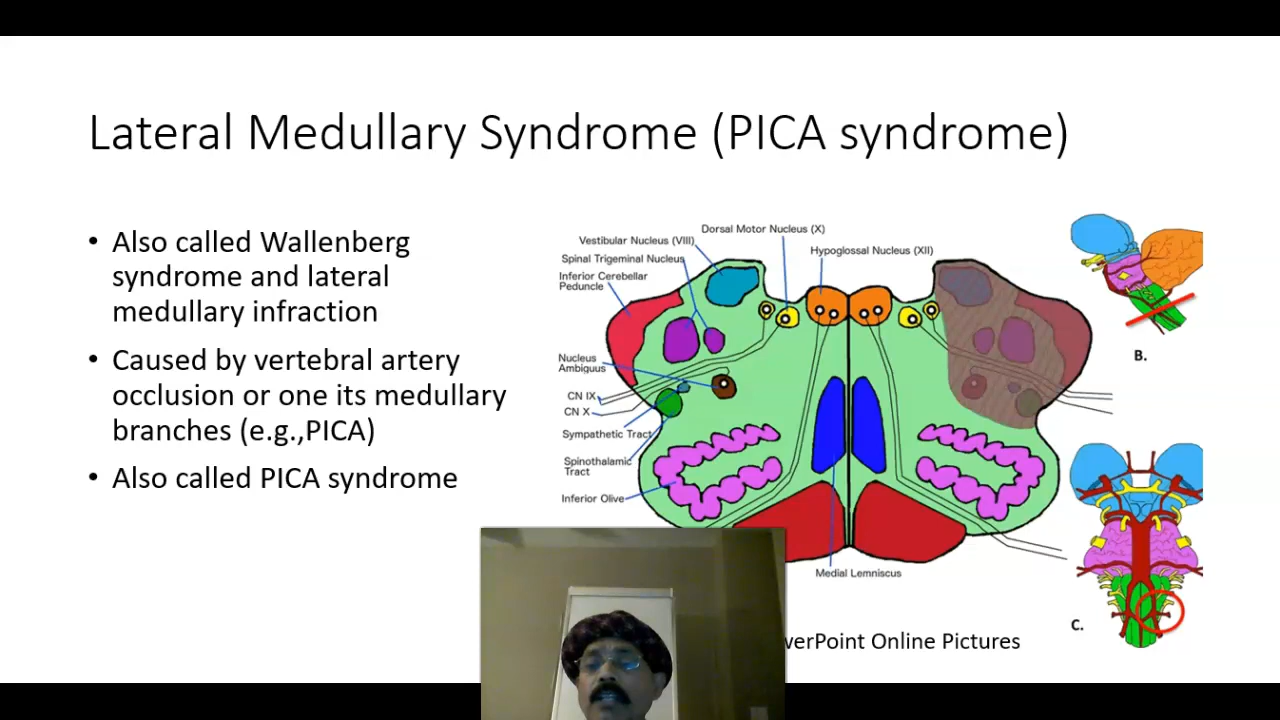 Lateral Medullary Syndrome (PICA syndrome)
• Also called Wallenberg
syndrome and lateral
medullary infraction
• Caused by vertebral artery
occlusion or one its medullary
branches (e.g.,PICA)
• Also called PICA syndrome
Dorsal Motor Nucleus (X)
Vestibular Nucleus (VIII)
Hypoglossal Nucleus (XII)
Spinal Trigeminal Nucleus
Inferior Cerebellar
Peduncle
Nucleus
Ambiguus
CN IX
CN X
Sympathetic Tract
Spinothalamic
Tract
Inferior Olive
Medial Lemniscus
B.
C.
werPoint Online Pictures